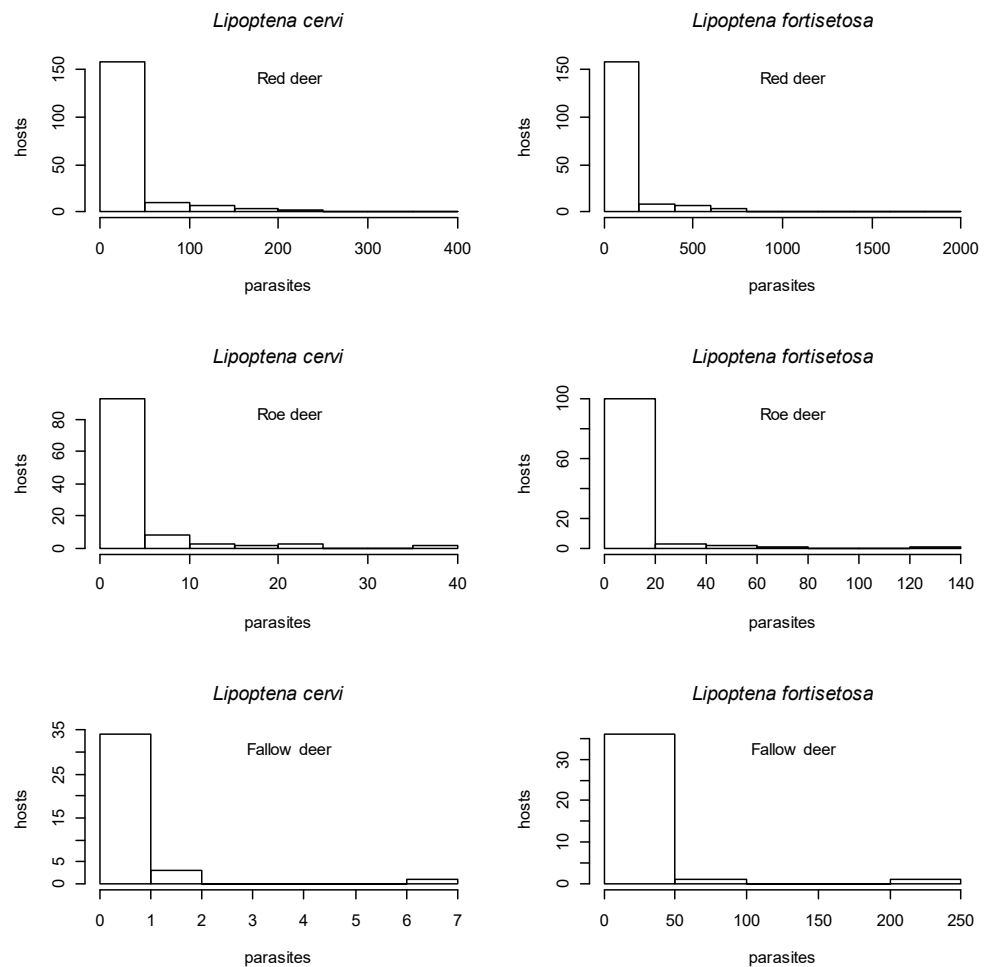 Lipoptena cervi
Red deer
hosts
0 50 100 150
0 100 200 300 400
parasites
Lipoptena fortisetosa
Red deer
hosts
0 50 100 150
0 500 1000 1500 2000
parasites
Lipoptena cervi
Roe deer
hosts
0 20 40 60 80
0 10 20 30 40
parasites
Lipoptena fortisetosa
Roe deer
hosts
0 20 60 100
0 20 40 60 80 100 120 140
parasites
Lipoptena cervi
Fallow deer
hosts
0 5 15 25 35
0 1 2 3 4 5 6 7
parasites
Lipoptena fortisetosa
Fallow deer
hosts
0 10 20 30
0 50 100 150 200 250
parasites